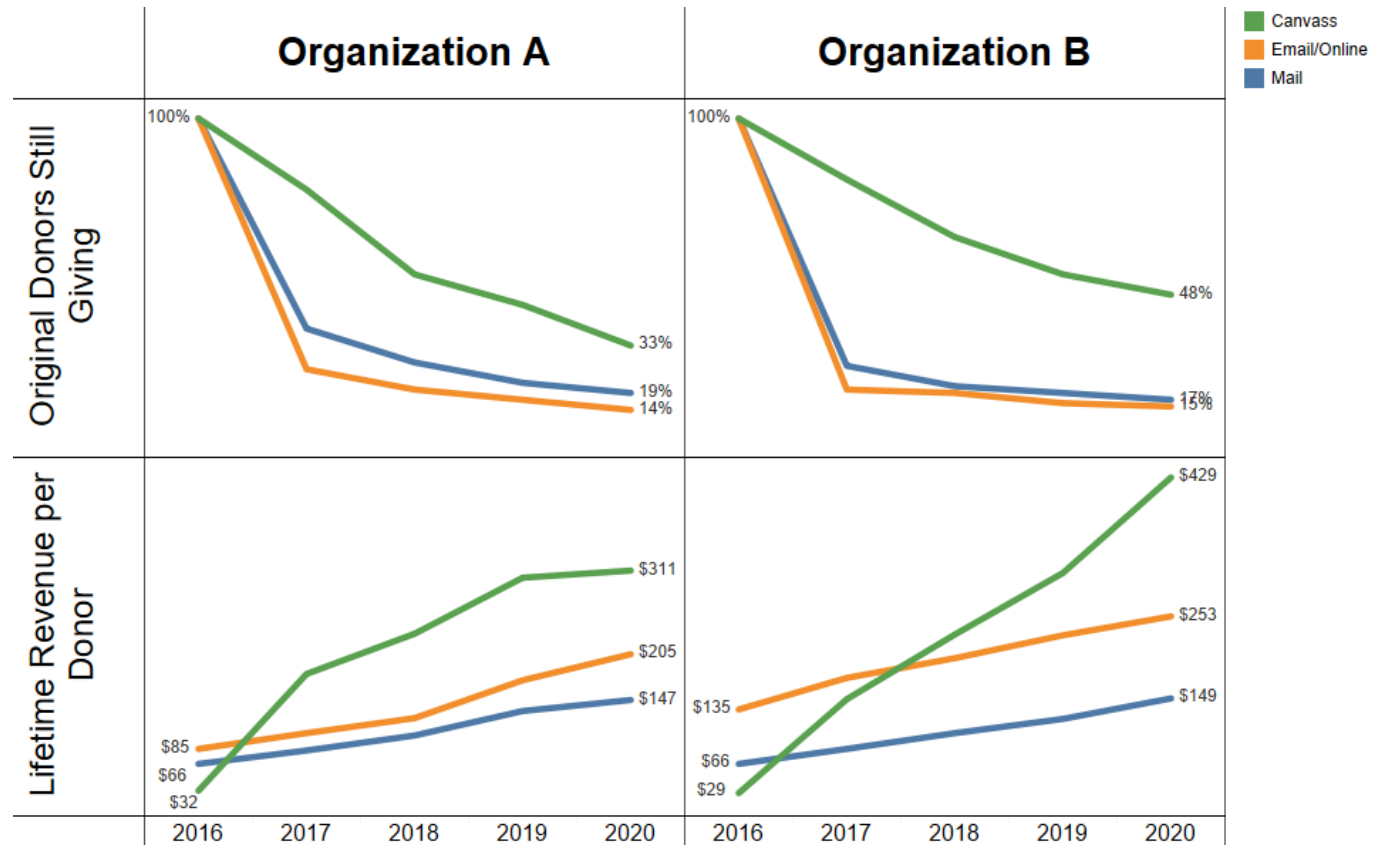 Organization A
Organization B
Canvass
Email/Online
Mail
Original Donors Still
Giving
100%
33%
19%
14%
100%
48%
17%
15%
Lifetime Revenue per
Donor
$311
$205
$147
$85
$66
$32
$429
$253
$149
$135
$66
$29
2016 2017 2018 2019 2020
2016 2017 2018 2019 2020